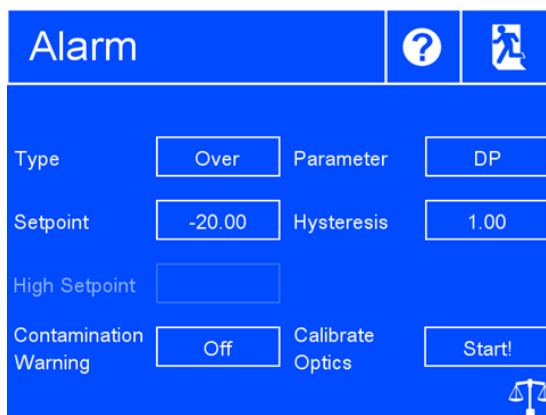 Alarm
?
Type Over Parameter DP
Setpoint -20.00 Hysteresis 1.00
High Setpoint
Contamination Warning Off Calibrate Optics Start!